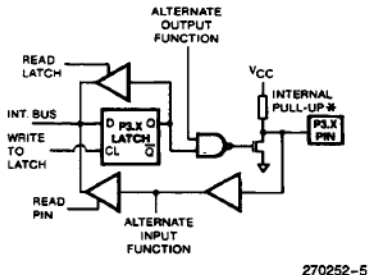 ALTERNATE
OUTPUT
FUNCTION
READ
LATCH
VCC
INTERNAL
PULL-UP *
INT. BUS
D P3.X Q
LATCH
CL Q̅
P3.X
PIN
WRITE
TO
LATCH
READ
PIN
ALTERNATE
INPUT
FUNCTION
270252-5